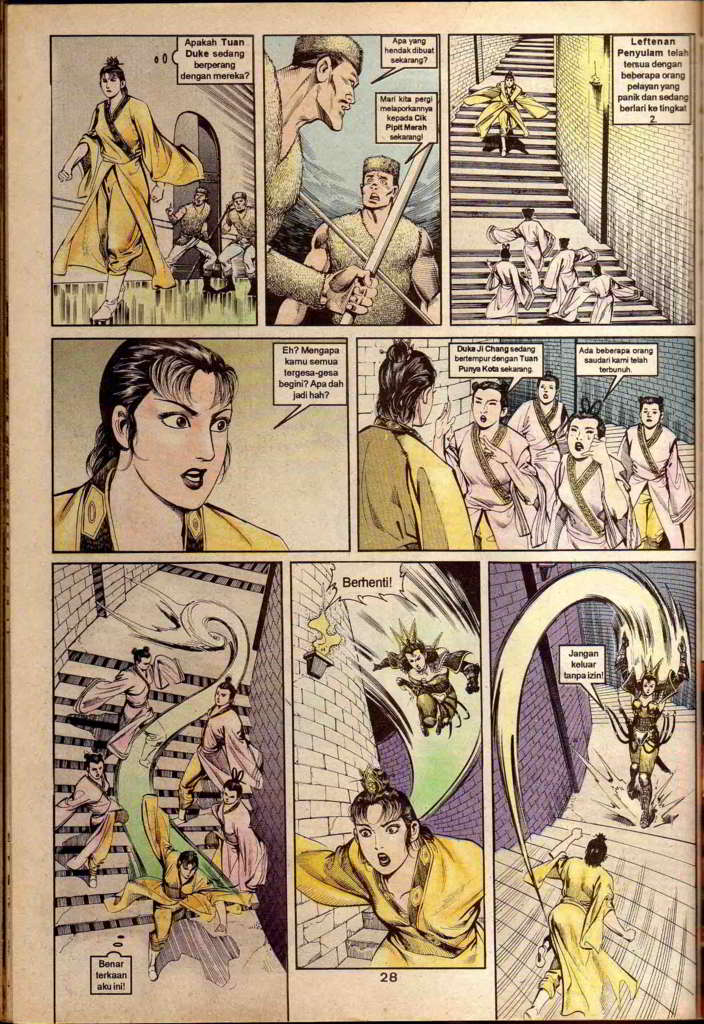 Apakah Tuan
Duke sedang
berperang
dengan mereka?
Apa yang
hendak dibuat
sekarang?
Mari kita pergi
melaporkannya
kepada Cik
Pipit Merah
sekarang!
Leftenan
Penyulam telah
tersua dengan
beberapa orang
pelayan yang
panik dan sedang
berlari ke tingkat
2.
Eh? Mengapa
kamu semua
tergesa-gesa
begini? Apa dah
jadi hah?
Duke Ji Chang sedang
bertempur dengan Tuan
Punya Kota sekarang.
Ada beberapa orang
saudari kami telah
terbunuh.
Benar
terkaan
aku ini!
Berhenti!
Jangan
keluar
tanpa izin!
28